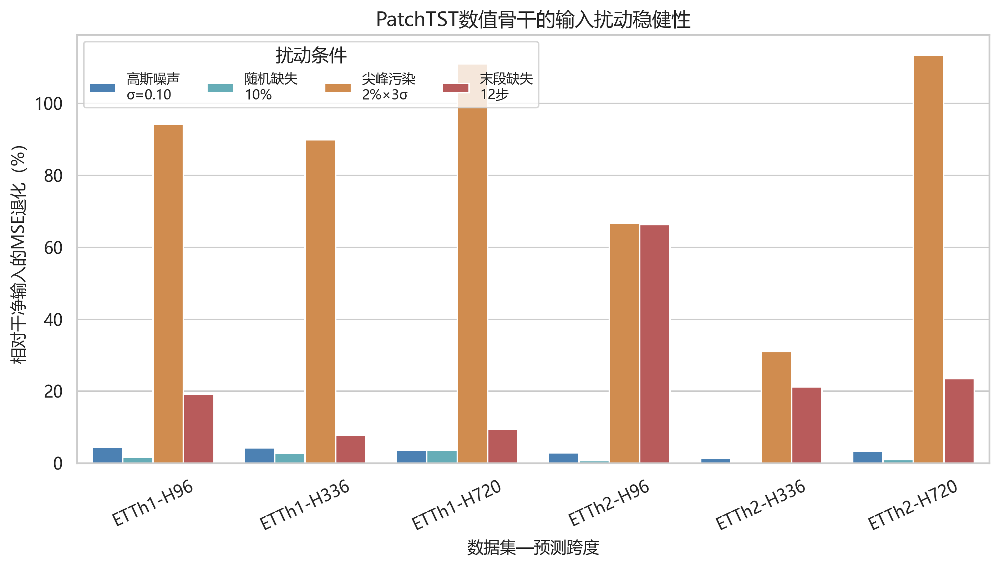 PatchTST数值骨干的输入扰动稳健性
扰动条件
高斯噪声
σ=0.10
随机缺失
10%
尖峰污染
2%×3σ
末段缺失
12步
相对干净输入的MSE退化（%）
100
80
60
40
20
0
ETTh1-H96
ETTh1-H336
ETTh1-H720
ETTh2-H96
ETTh2-H336
ETTh2-H720
数据集—预测跨度